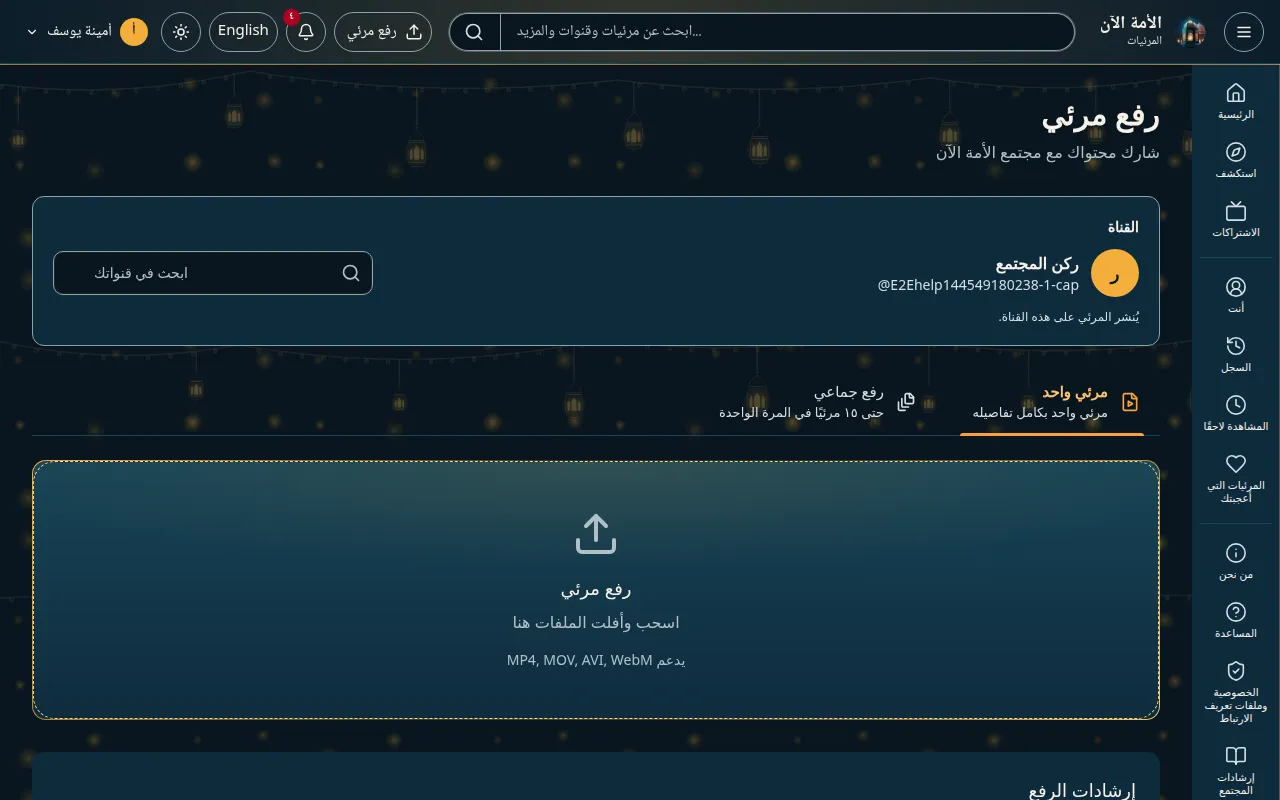 الأمة الآن
المرئيات
ابحث عن مرئيات وقنوات والمزيد...
رفع مرئي
٤
English
أ
أمينة يوسف
الرئيسية
استكشف
الاشتراكات
أنت
السجل
المشاهدة لاحقًا
المرئيات التي
أعجبتك
من نحن
المساعدة
الخصوصية
وملفات تعريف
الارتباط
إرشادات
المجتمع
رفع مرئي
شارك محتواك مع مجتمع الأمة الآن
القناة
ر
ركن المجتمع
@E2Ehelp144549180238-1-cap
يُنشر المرئي على هذه القناة.
ابحث في قنواتك
مرئي واحد
مرئي واحد بكامل تفاصيله
رفع جماعي
حتى ١٥ مرئيًا في المرة الواحدة
رفع مرئي
اسحب وأفلت الملفات هنا
يدعم MP4, MOV, AVI, WebM
إرشادات الرفع